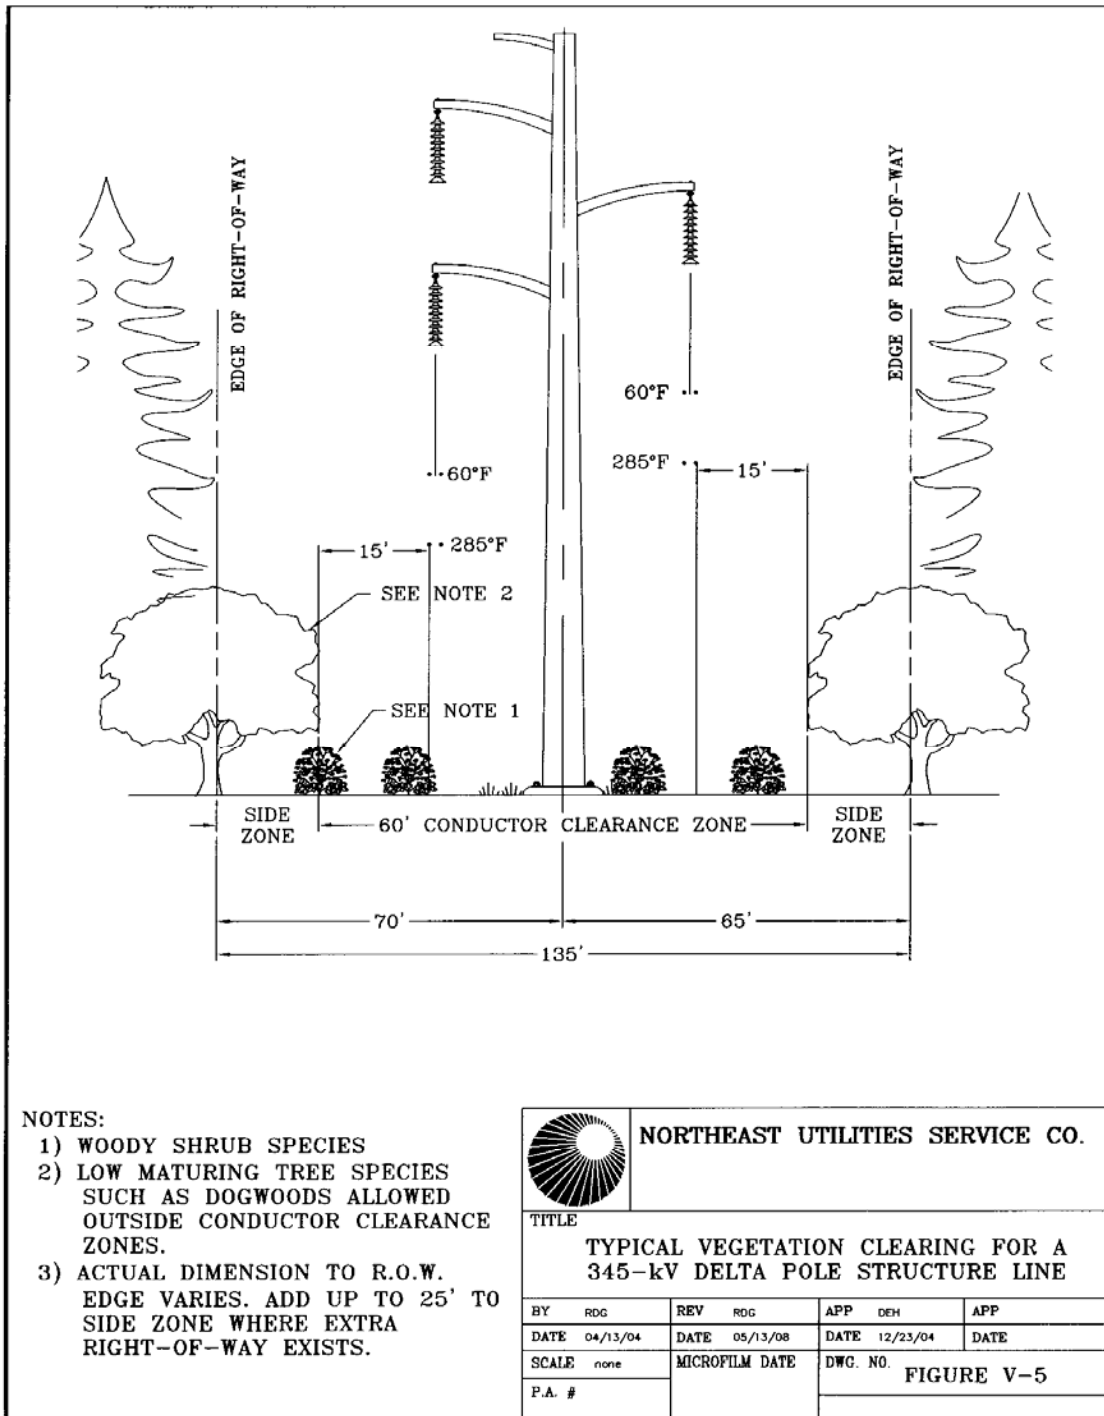 EDGE OF RIGHT-OF-WAY
EDGE OF RIGHT-OF-WAY
60°F
285°F
15'
60°F
15'
285°F
SEE NOTE 2
SEE NOTE 1
SIDE
ZONE
60' CONDUCTOR CLEARANCE ZONE
SIDE
ZONE
70'
65'
135'
NOTES:
1) WOODY SHRUB SPECIES
2) LOW MATURING TREE SPECIES
SUCH AS DOGWOODS ALLOWED
OUTSIDE CONDUCTOR CLEARANCE
ZONES.
3) ACTUAL DIMENSION TO R.O.W.
EDGE VARIES. ADD UP TO 25' TO
SIDE ZONE WHERE EXTRA
RIGHT-OF-WAY EXISTS.
NORTHEAST UTILITIES SERVICE CO.
TITLE
TYPICAL VEGETATION CLEARING FOR A
345-kV DELTA POLE STRUCTURE LINE
BY RDG REV RDG APP DEH APP
DATE 04/13/04 DATE 05/13/08 DATE 12/23/04 DATE
SCALE none MICROFILM DATE DWG. NO. FIGURE V-5
P.A. #